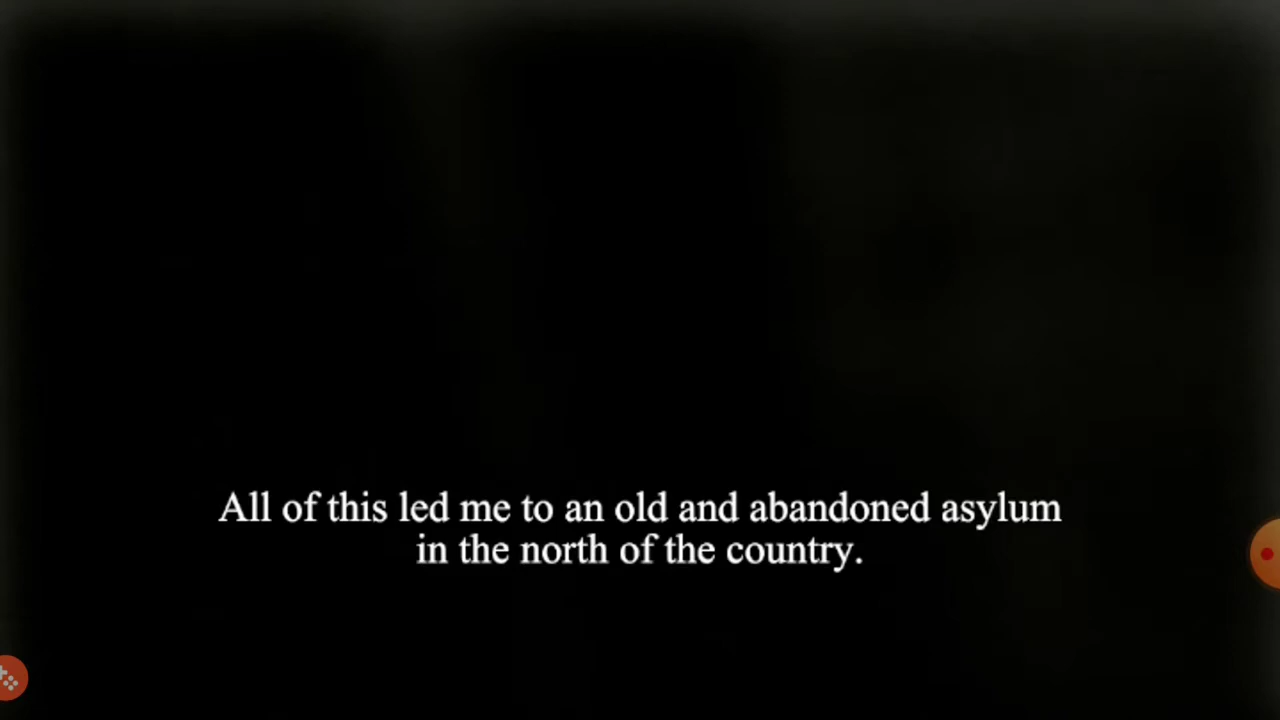 All of this led me to an old and abandoned asylum
in the north of the country.